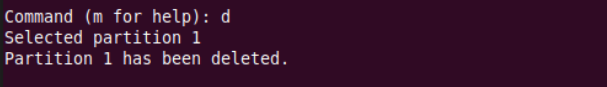 Command (m for help): d
Selected partition 1
Partition 1 has been deleted.